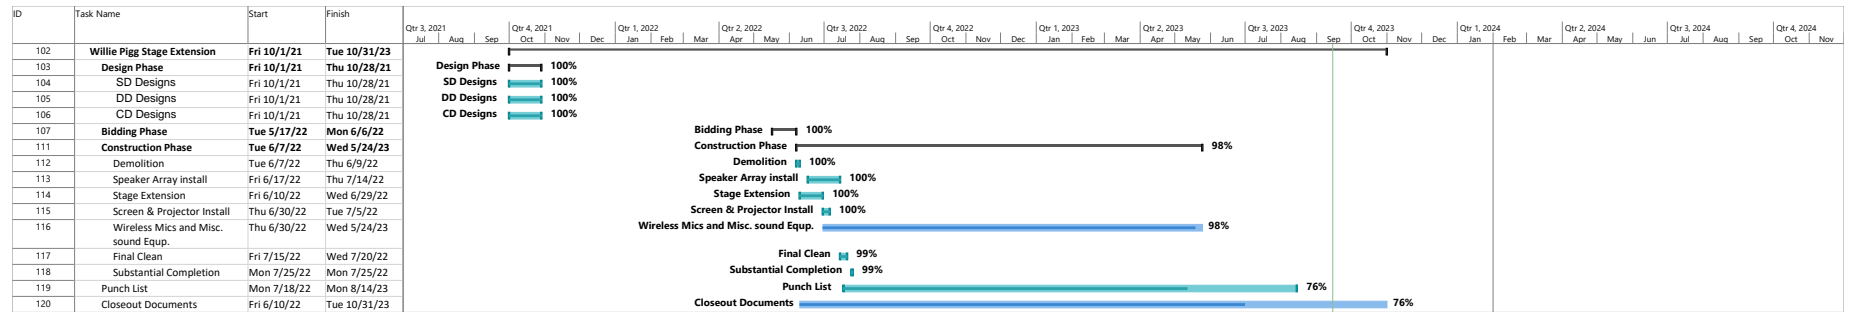 ID Task Name Start Finish
Qtr 3, 2021 Qtr 4, 2021 Qtr 1, 2022 Qtr 2, 2022 Qtr 3, 2022 Qtr 4, 2022 Qtr 1, 2023 Qtr 2, 2023 Qtr 3, 2023 Qtr 4, 2023 Qtr 1, 2024 Qtr 2, 2024 Qtr 3, 2024 Qtr 4, 2024
Jul Aug Sep Oct Nov Dec Jan Feb Mar Apr May Jun Jul Aug Sep Oct Nov Dec Jan Feb Mar Apr May Jun Jul Aug Sep Oct Nov Dec Jan Feb Mar Apr May Jun Jul Aug Sep Oct Nov
102 Willie Pigg Stage Extension Fri 10/1/21 Tue 10/31/23
103 Design Phase Fri 10/1/21 Thu 10/28/21 Design Phase 100%
104 SD Designs Fri 10/1/21 Thu 10/28/21 SD Designs 100%
105 DD Designs Fri 10/1/21 Thu 10/28/21 DD Designs 100%
106 CD Designs Fri 10/1/21 Thu 10/28/21 CD Designs 100%
107 Bidding Phase Tue 5/17/22 Mon 6/6/22 Bidding Phase 100%
111 Construction Phase Tue 6/7/22 Wed 5/24/23 Construction Phase 98%
112 Demolition Tue 6/7/22 Thu 6/9/22 Demolition 100%
113 Speaker Array install Fri 6/17/22 Thu 7/14/22 Speaker Array install 100%
114 Stage Extension Fri 6/10/22 Wed 6/29/22 Stage Extension 100%
115 Screen & Projector Install Thu 6/30/22 Tue 7/5/22 Screen & Projector Install 100%
116 Wireless Mics and Misc. Thu 6/30/22 Wed 5/24/23 Wireless Mics and Misc. sound Equp. 98%
sound Equp.
117 Final Clean Fri 7/15/22 Wed 7/20/22 Final Clean 99%
118 Substantial Completion Mon 7/25/22 Mon 7/25/22 Substantial Completion 99%
119 Punch List Mon 7/18/22 Mon 8/14/23 Punch List 76%
120 Closeout Documents Fri 6/10/22 Tue 10/31/23 Closeout Documents 76%